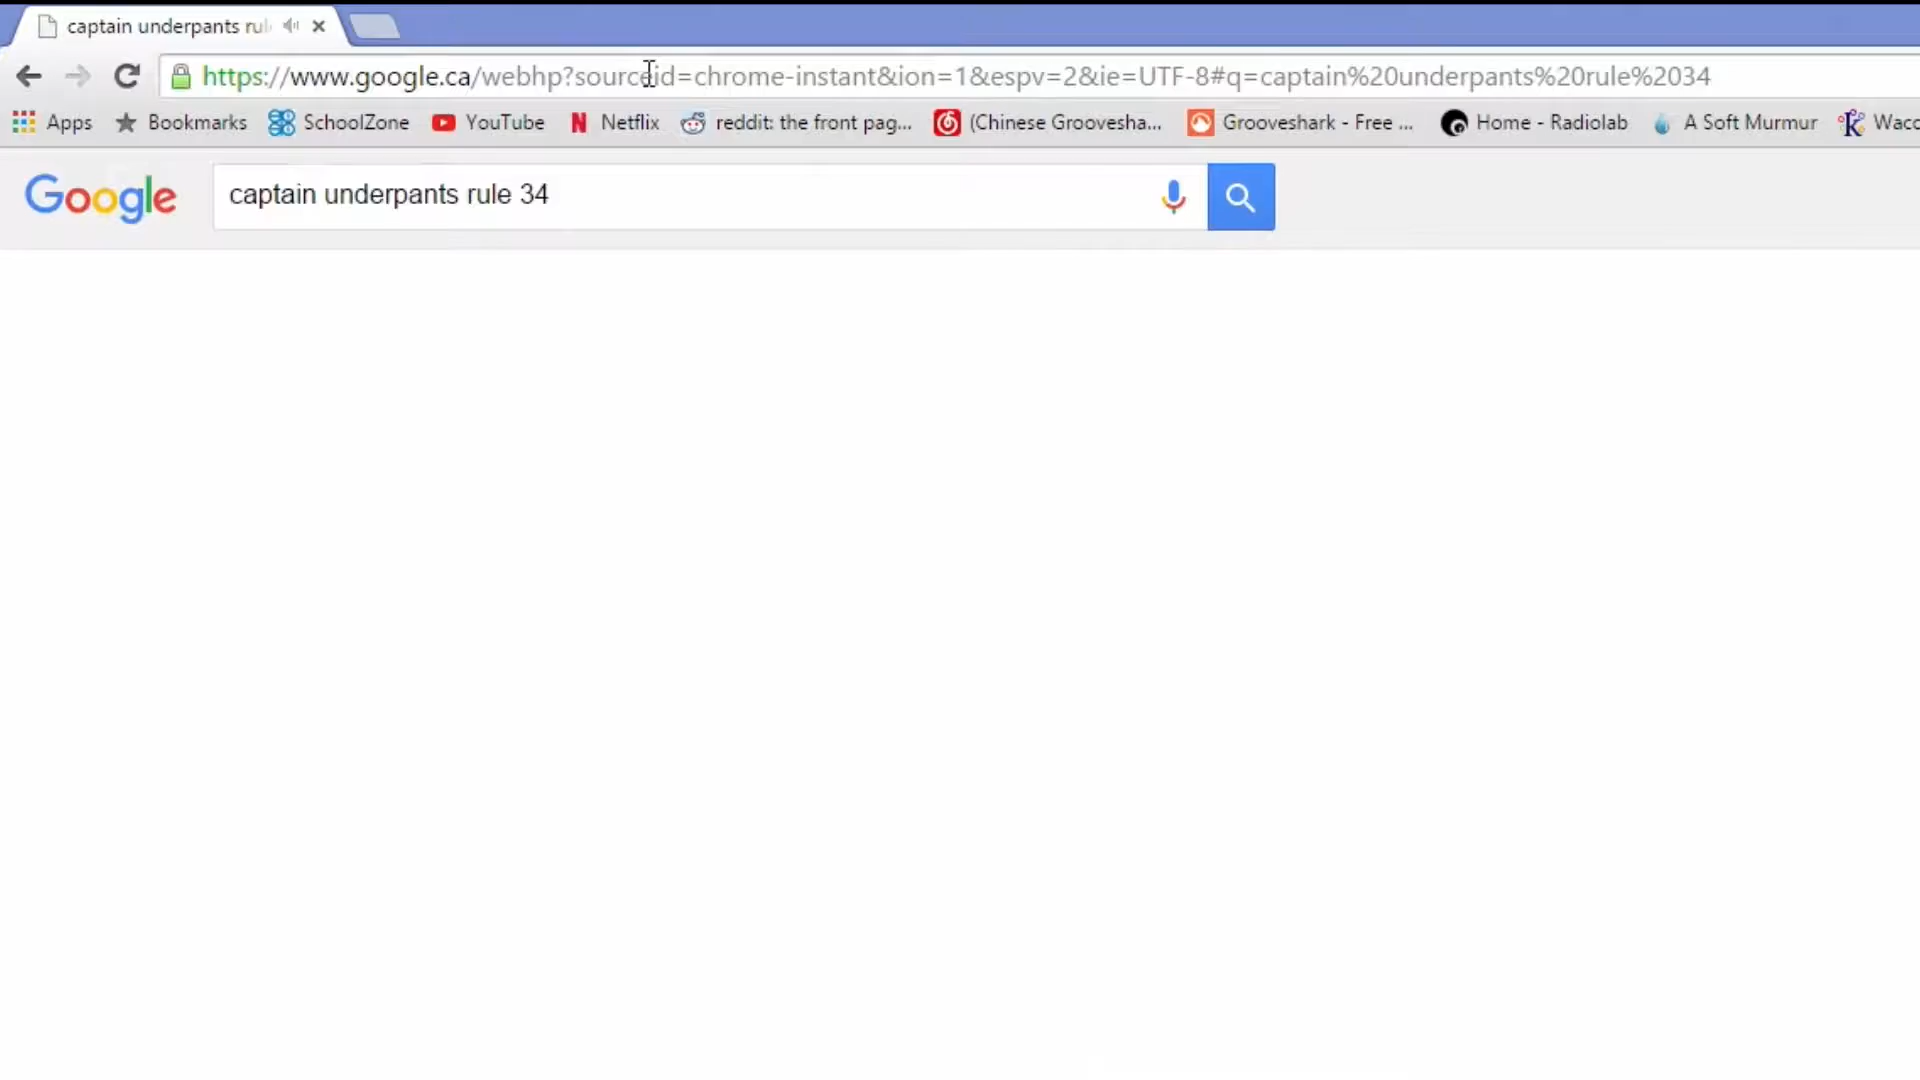 captain underpants rul
https://www.google.ca/webhp?sourceid=chrome-instant&ion=1&espv=2&ie=UTF-8#q=captain%20underpants%20rule%2034
Apps Bookmarks SchoolZone YouTube Netflix reddit: the front pag... (Chinese Groovesha... Grooveshark - Free ... Home - Radiolab A Soft Murmur Wacc
Google captain underpants rule 34